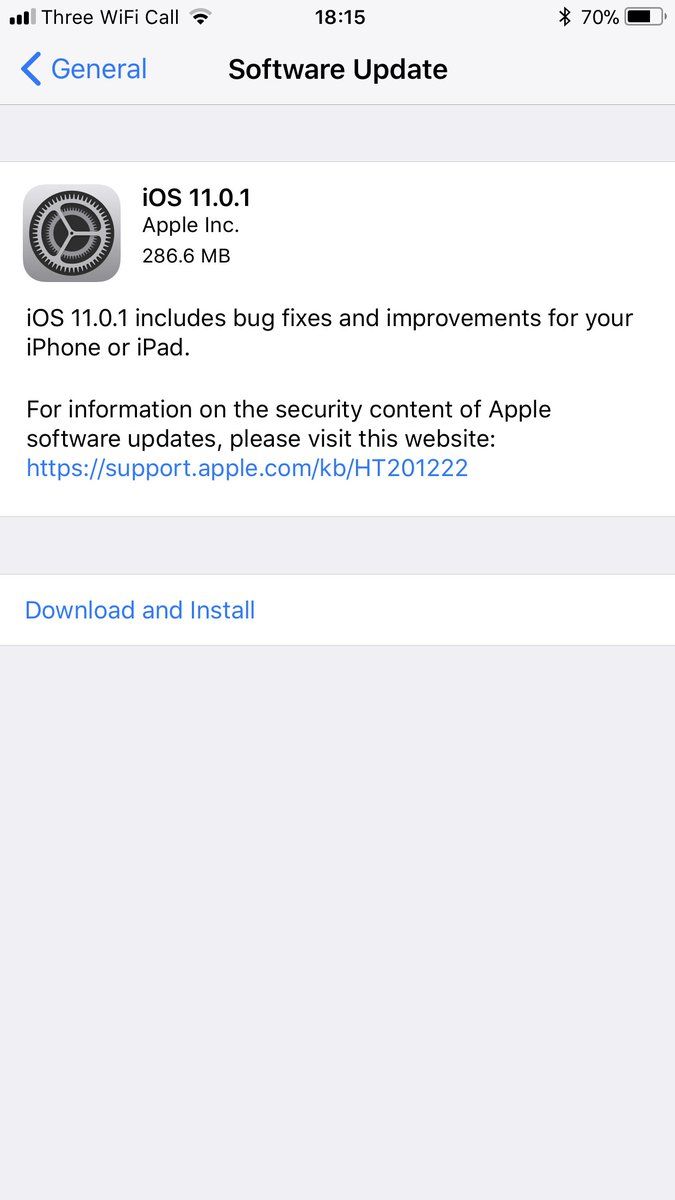 Three WiFi Call 18:15 70%
General Software Update
iOS 11.0.1
Apple Inc.
286.6 MB
iOS 11.0.1 includes bug fixes and improvements for your
iPhone or iPad.
For information on the security content of Apple
software updates, please visit this website:
https://support.apple.com/kb/HT201222
Download and Install